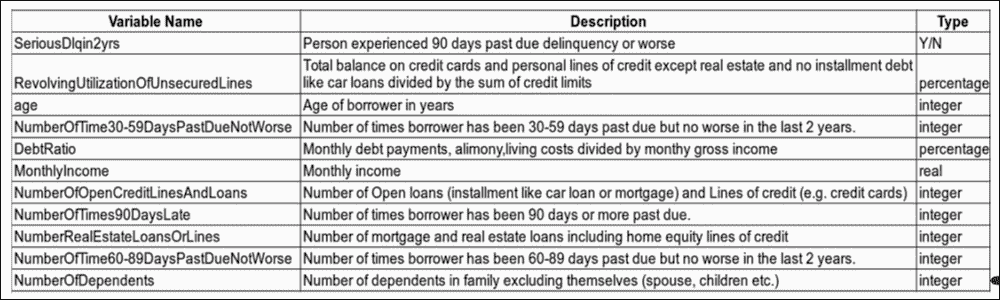 Variable Name Description Type
SeriousDlqin2yrs Person experienced 90 days past due delinquency or worse Y/N
Total balance on credit cards and personal lines of credit except real estate and no installment debt
RevolvingUtilizationOfUnsecuredLines like car loans divided by the sum of credit limits percentage
age Age of borrower in years integer
NumberOfTime30-59DaysPastDueNotWorse Number of times borrower has been 30-59 days past due but no worse in the last 2 years. integer
DebtRatio Monthly debt payments, alimony,living costs divided by monthy gross income percentage
MonthlyIncome Monthly income real
NumberOfOpenCreditLinesAndLoans Number of Open loans (installment like car loan or mortgage) and Lines of credit (e.g. credit cards) integer
NumberOfTimes90DaysLate Number of times borrower has been 90 days or more past due. integer
NumberRealEstateLoansOrLines Number of mortgage and real estate loans including home equity lines of credit integer
NumberOfTime60-89DaysPastDueNotWorse Number of times borrower has been 60-89 days past due but no worse in the last 2 years. integer
NumberOfDependents Number of dependents in family excluding themselves (spouse, children etc.) integer